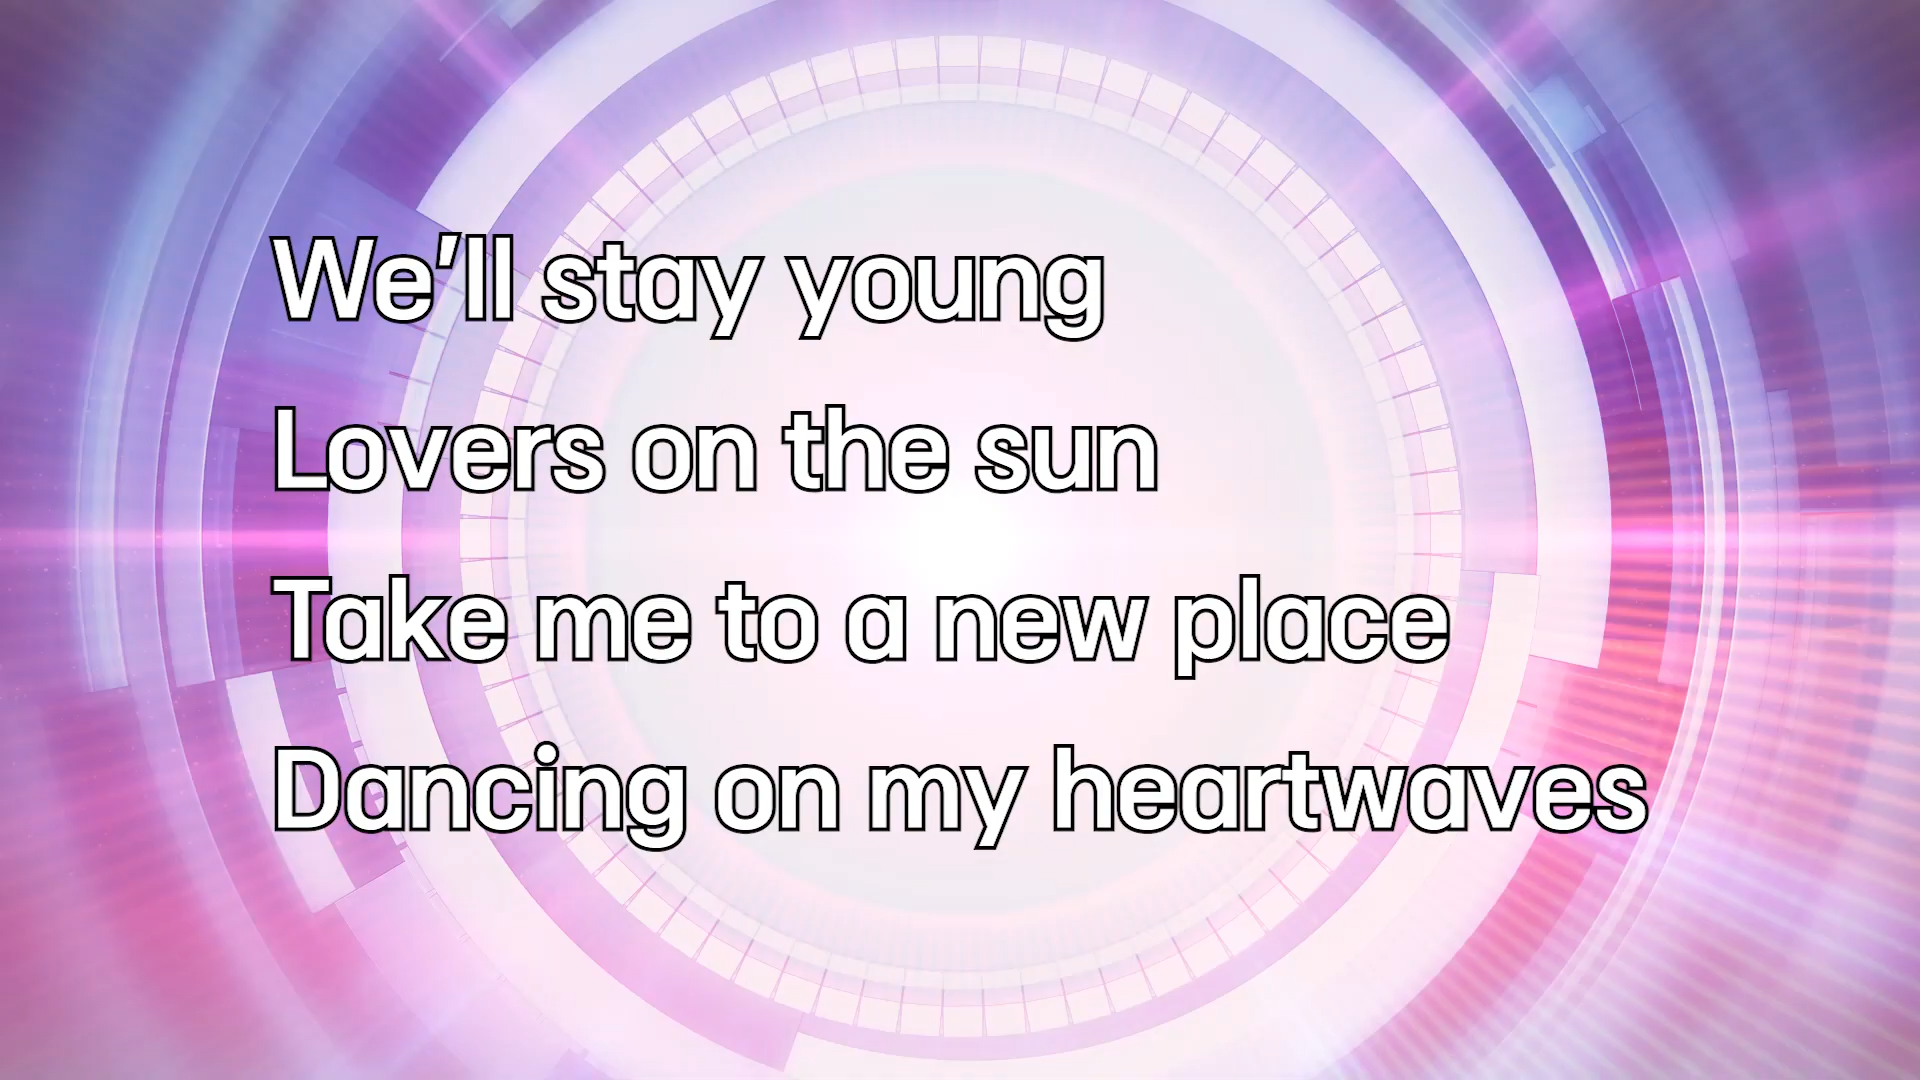 We’ll stay young
Lovers on the sun
Take me to a new place
Dancing on my heartwaves